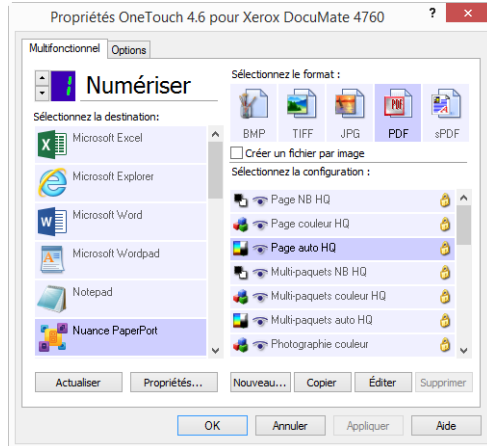 Propriétés OneTouch 4.6 pour Xerox DocuMate 4760
?
×
Multifonctionnel
Options
1
Numériser
Sélectionnez la destination:
Microsoft Excel
Microsoft Explorer
Microsoft Word
Microsoft Wordpad
Notepad
Nuance PaperPort
Actualiser
Propriétés...
Sélectionnez le format :
BMP
TIFF
JPG
PDF
sPDF
Créer un fichier par image
Sélectionnez la configuration :
Page NB HQ
Page couleur HQ
Page auto HQ
Multi-paquets NB HQ
Multi-paquets couleur HQ
Multi-paquets auto HQ
Photographie couleur
Nouveau...
Copier
Éditer
Supprimer
OK
Annuler
Appliquer
Aide